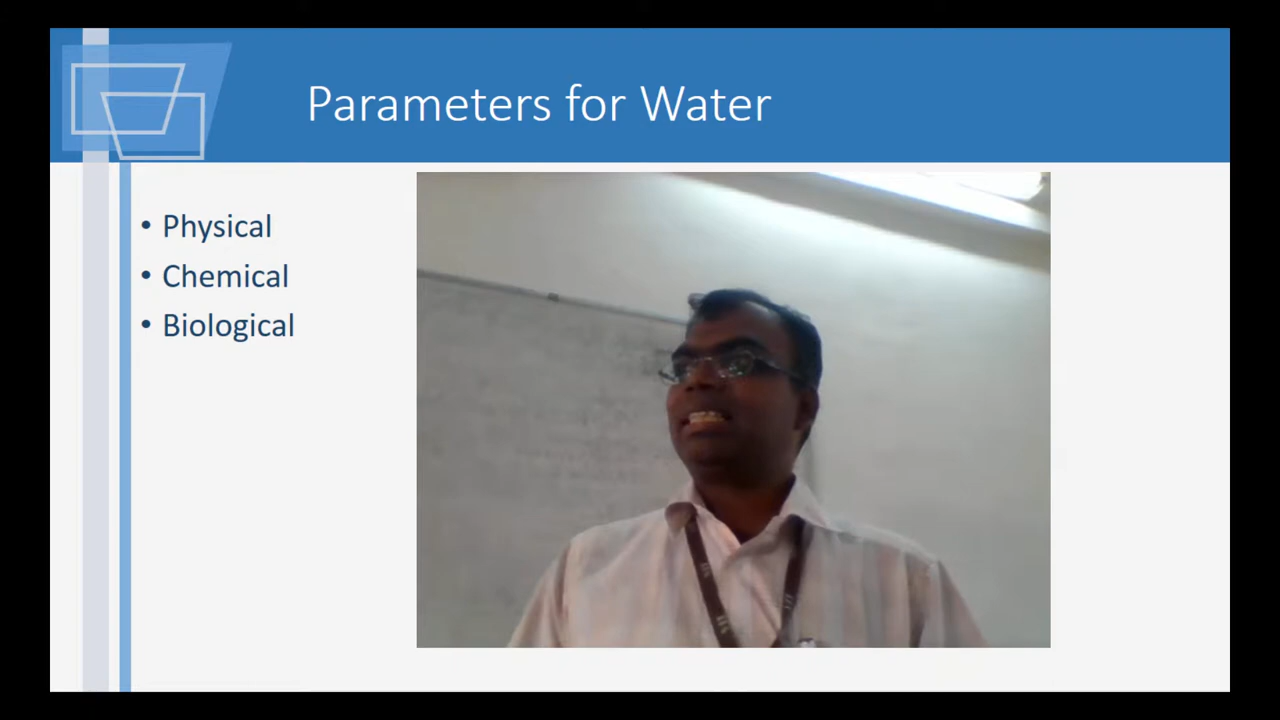 Parameters for Water
• Physical
• Chemical
• Biological